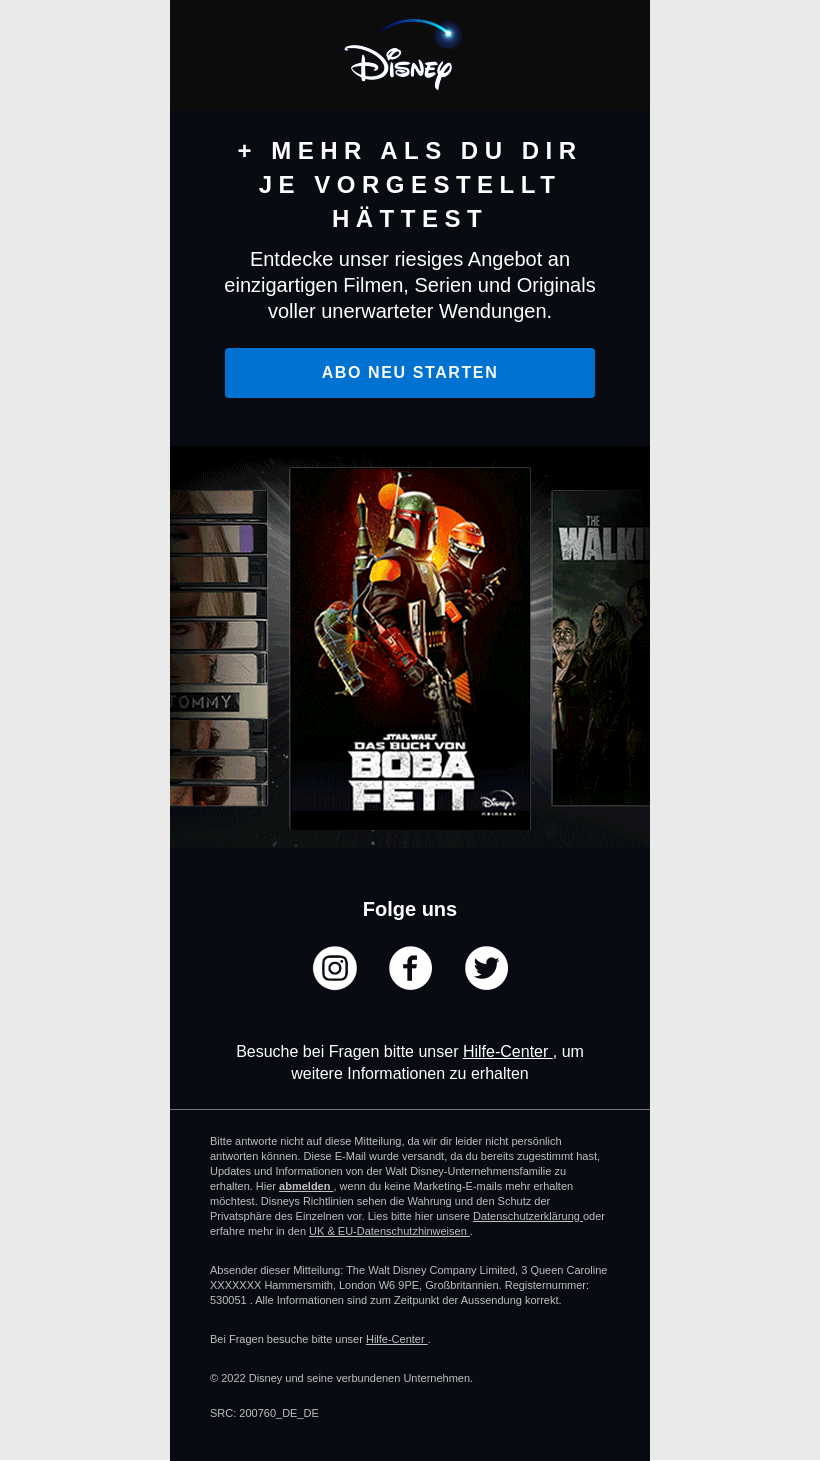 Disney
+ MEHR ALS DU DIR
JE VORGESTELLT
HÄTTEST
Entdecke unser riesiges Angebot an
einzigartigen Filmen, Serien und Originals
voller unerwarteter Wendungen.
ABO NEU STARTEN
TOMMY
STAR WARS
DAS BUCH VON
BOBA
FETT
Disney+
ORIGINAL
THE
WALKI
Folge uns
Besuche bei Fragen bitte unser Hilfe-Center , um
weitere Informationen zu erhalten
Bitte antworte nicht auf diese Mitteilung, da wir dir leider nicht persönlich
antworten können. Diese E-Mail wurde versandt, da du bereits zugestimmt hast,
Updates und Informationen von der Walt Disney-Unternehmensfamilie zu
erhalten. Hier abmelden , wenn du keine Marketing-E-mails mehr erhalten
möchtest. Disneys Richtlinien sehen die Wahrung und den Schutz der
Privatsphäre des Einzelnen vor. Lies bitte hier unsere Datenschutzerklärung oder
erfahre mehr in den UK & EU-Datenschutzhinweisen .
Absender dieser Mitteilung: The Walt Disney Company Limited, 3 Queen Caroline
XXXXXXX Hammersmith, London W6 9PE, Großbritannien. Registernummer:
530051 . Alle Informationen sind zum Zeitpunkt der Aussendung korrekt.
Bei Fragen besuche bitte unser Hilfe-Center .
© 2022 Disney und seine verbundenen Unternehmen.
SRC: 200760_DE_DE